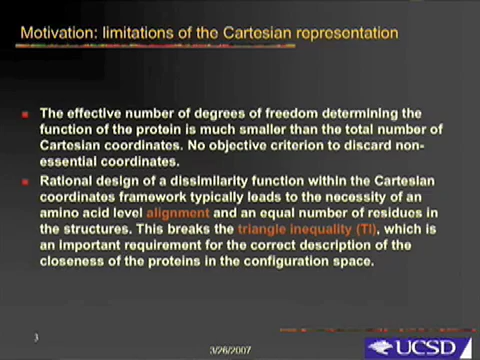 Motivation: limitations of the Cartesian representation
The effective number of degrees of freedom determining the
function of the protein is much smaller than the total number of
Cartesian coordinates. No objective criterion to discard non-
essential coordinates.
Rational design of a dissimilarity function within the Cartesian
coordinates framework typically leads to the necessity of an
amino acid level alignment and an equal number of residues in
the structures. This breaks the triangle inequality (TI), which is
an important requirement for the correct description of the
closeness of the proteins in the configuration space.
3
3/26/2007
UCSD